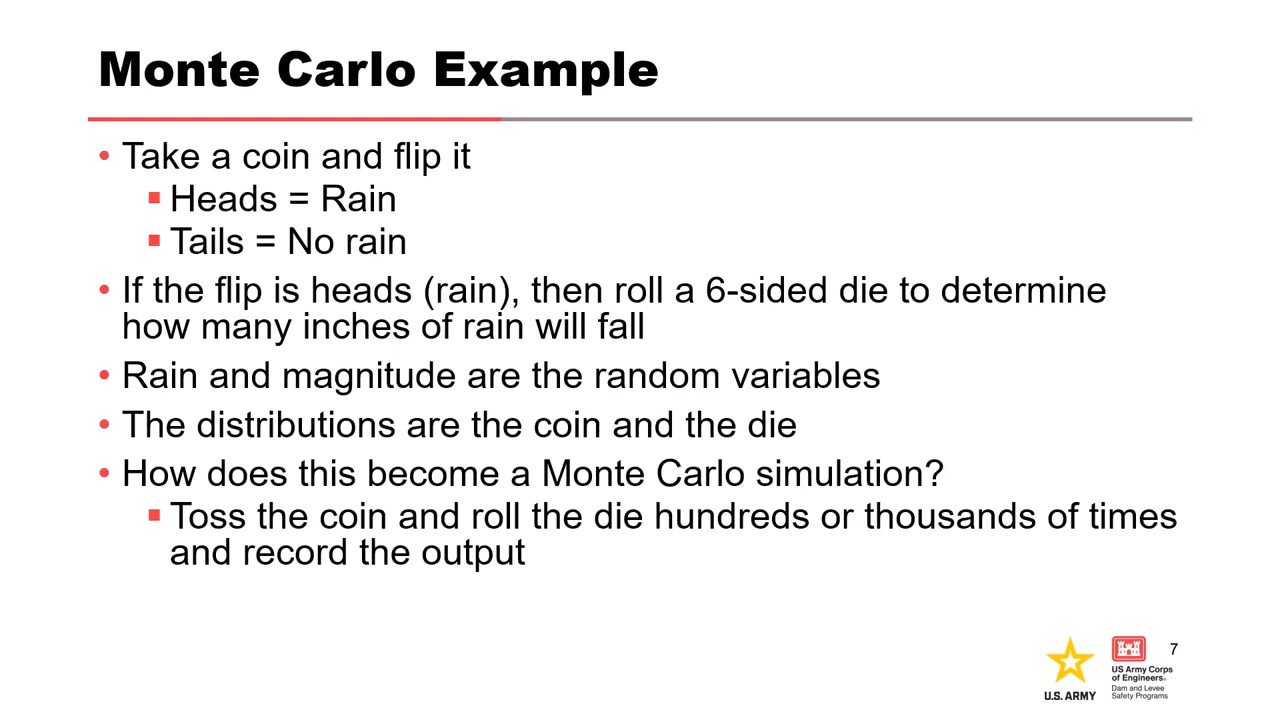 Monte Carlo Example
• Take a coin and flip it
▪ Heads = Rain
▪ Tails = No rain
• If the flip is heads (rain), then roll a 6-sided die to determine
how many inches of rain will fall
• Rain and magnitude are the random variables
• The distributions are the coin and the die
• How does this become a Monte Carlo simulation?
▪ Toss the coin and roll the die hundreds or thousands of times
and record the output
7
U.S. ARMY
US Army Corps
of Engineers®
Dam and Levee
Safety Programs